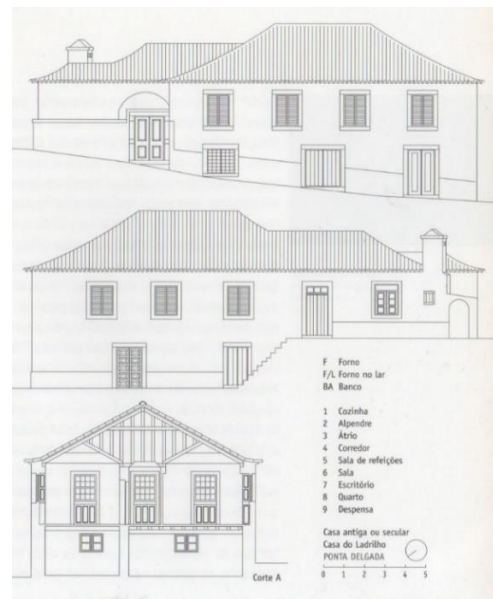 F Forno
F/L Forno no lar
BA Banco
1 Cozinha
2 Alpendre
3 Átrio
4 Corredor
5 Sala de refeições
6 Sala
7 Escritório
8 Quarto
9 Despensa
Casa antiga ou secular
Casa do Ladrilho
PONTA DELGADA
Corte A
0 1 2 3 4 5